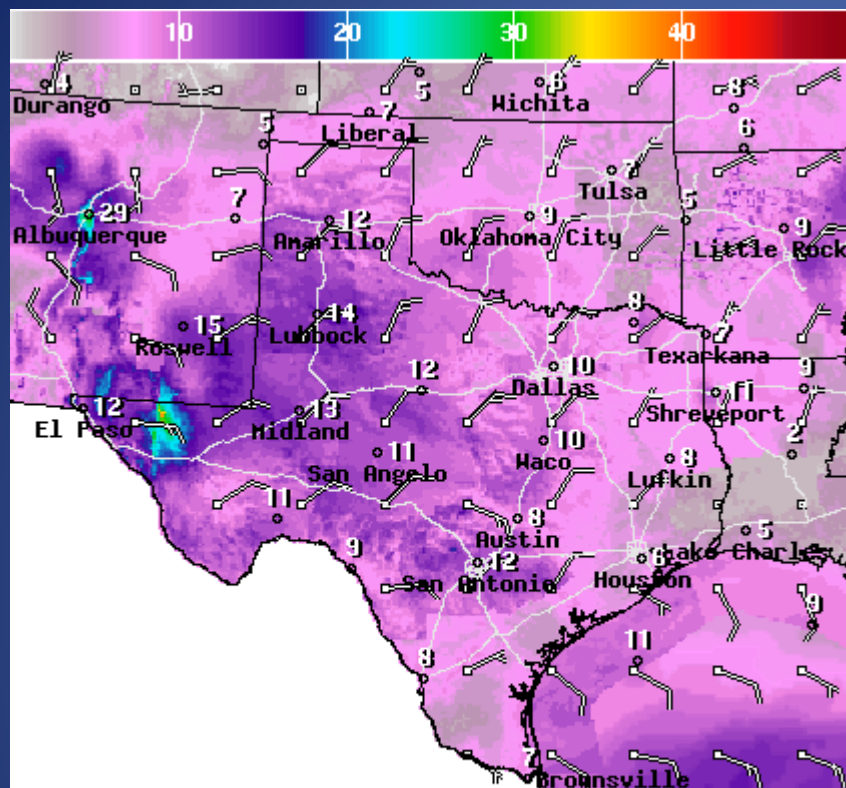 10 20 30 40
4 5 8
Durango Wichita
7
Liberal
5 6
7
Tulsa
29 7 12 9 5 9
Albuquerque Amarillo Oklahoma City Little Rock
15 14 8
Roswell Lubbock 7
Texarkana
12 10 9
Dallas
12 13 11
El Paso Midland Shreveport
11 10 2
San Angelo Waco 8
Lufkin
11 8 5
Austin
9 12 Lake Charles
San Antonio Houston
9
8 11
7
Brownsville